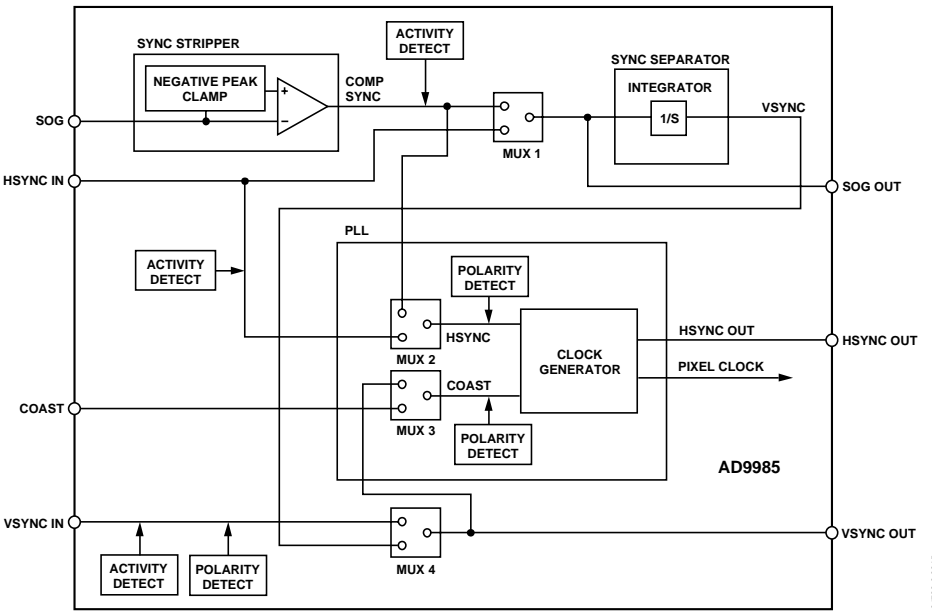 SYNC STRIPPER
ACTIVITY
DETECT
SYNC SEPARATOR
NEGATIVE PEAK
CLAMP
+
−
COMP
SYNC
INTEGRATOR
1/S
VSYNC
SOG
MUX 1
HSYNC IN
SOG OUT
PLL
ACTIVITY
DETECT
POLARITY
DETECT
HSYNC
MUX 2
CLOCK
GENERATOR
HSYNC OUT
HSYNC OUT
PIXEL CLOCK
COAST
COAST
MUX 3
POLARITY
DETECT
AD9985
VSYNC IN
VSYNC OUT
MUX 4
ACTIVITY
DETECT
POLARITY
DETECT